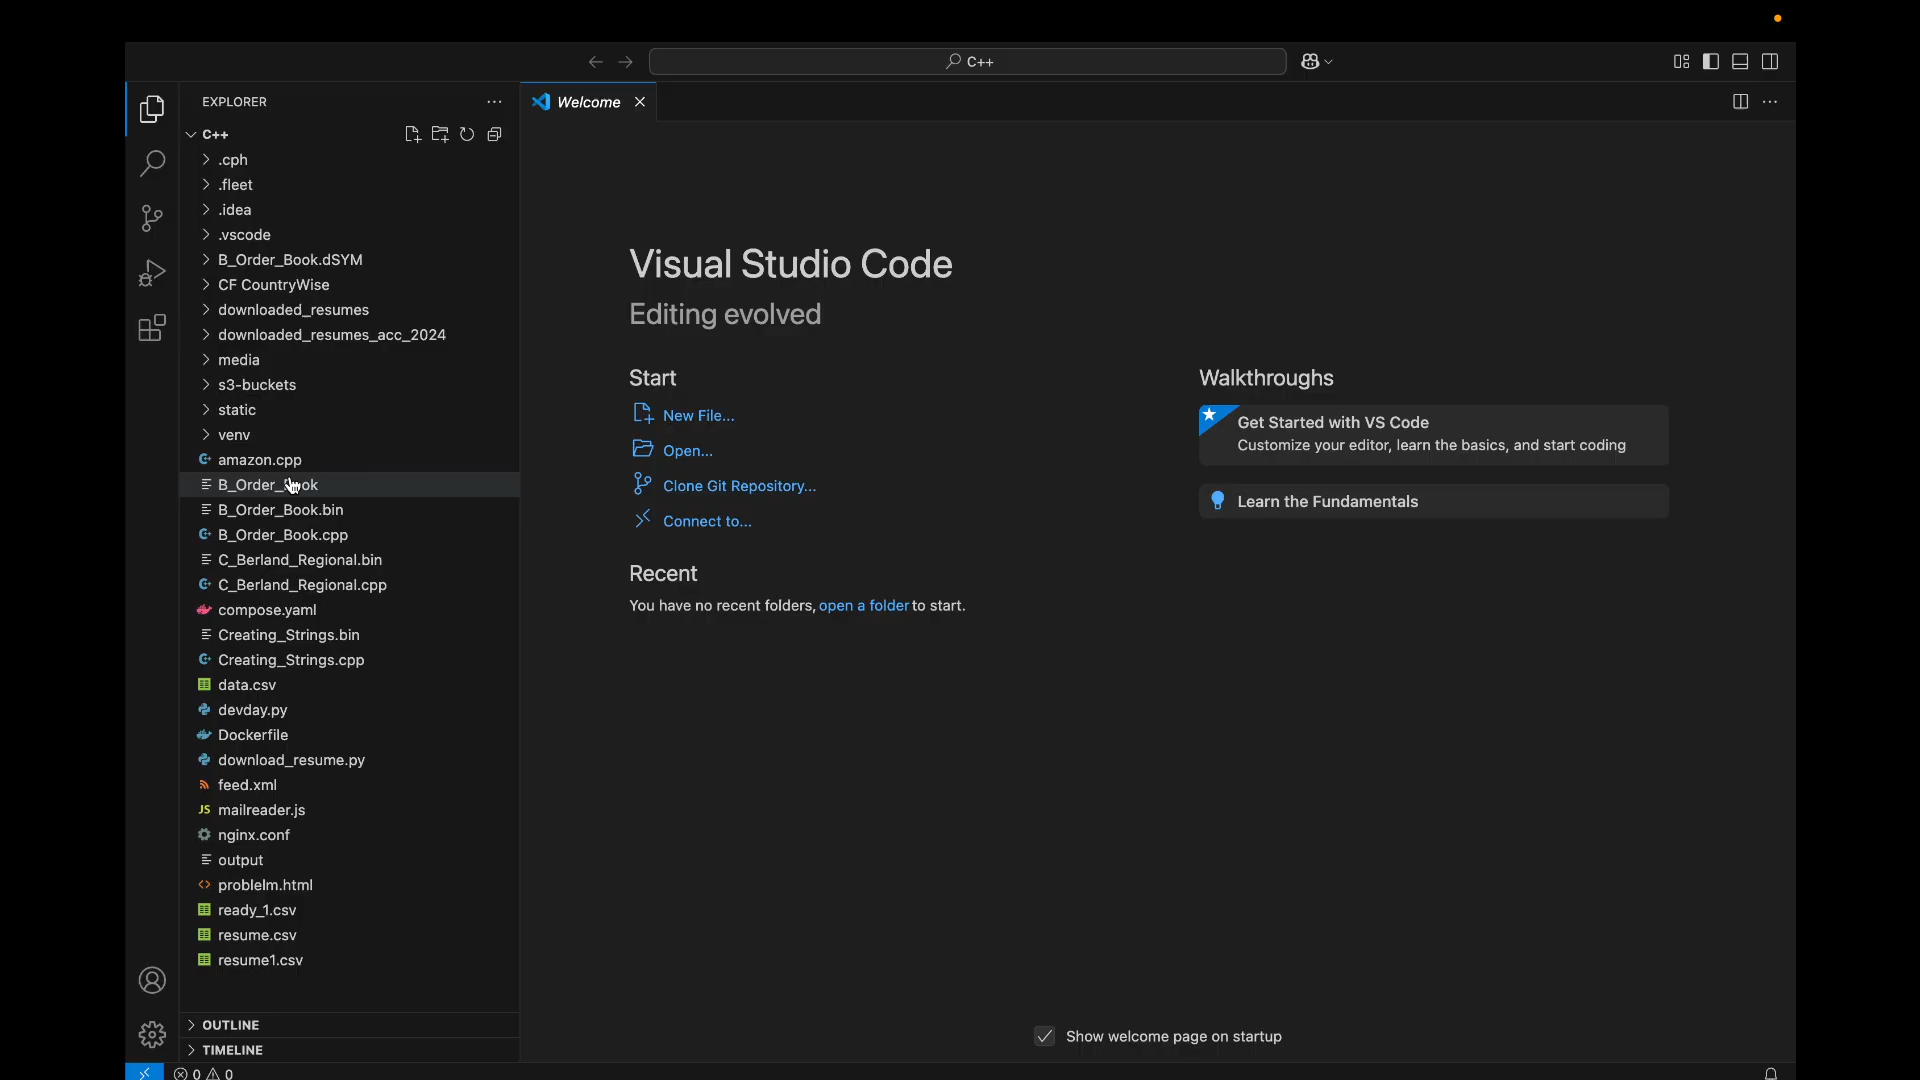 C++
EXPLORER
Welcome
C++
.cph
.fleet
.idea
.vscode
B_Order_Book.dSYM
CF CountryWise
downloaded_resumes
downloaded_resumes_acc_2024
media
s3-buckets
static
venv
amazon.cpp
B_Order_Book
B_Order_Book.bin
B_Order_Book.cpp
C_Berland_Regional.bin
C_Berland_Regional.cpp
compose.yaml
Creating_Strings.bin
Creating_Strings.cpp
data.csv
devday.py
Dockerfile
download_resume.py
feed.xml
JS mailreader.js
nginx.conf
output
problelm.html
ready_1.csv
resume.csv
resume1.csv
OUTLINE
TIMELINE
0 0
Visual Studio Code
Editing evolved
Start
New File...
Open...
Clone Git Repository...
Connect to...
Recent
You have no recent folders, open a folder to start.
Walkthroughs
Get Started with VS Code
Customize your editor, learn the basics, and start coding
Learn the Fundamentals
Show welcome page on startup